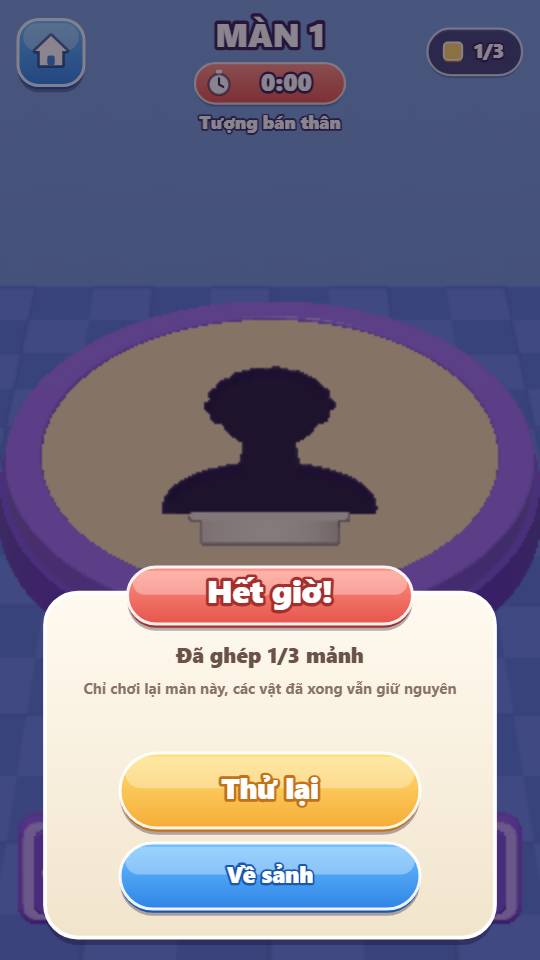 MÀN 1
1/3
0:00
Tượng bán thân
Hết giờ!
Đã ghép 1/3 mảnh
Chỉ chơi lại màn này, các vật đã xong vẫn giữ nguyên
Thử lại
Về sảnh